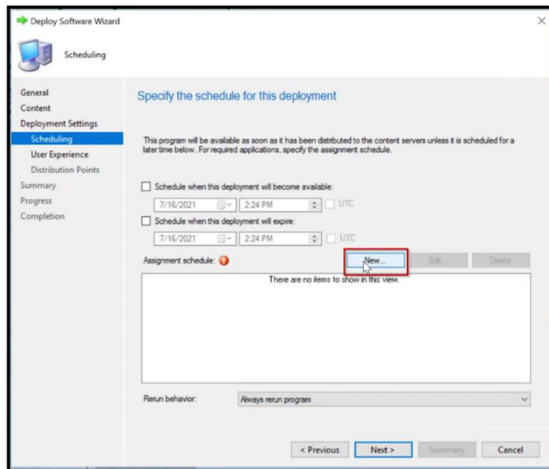 Deploy Software Wizard
Scheduling
General
Content
Deployment Settings
Scheduling
User Experience
Distribution Points
Summary
Progress
Completion
Specify the schedule for this deployment
This program will be available as soon as it has been distributed to the content servers unless it is scheduled for a
later time below. For required applications, specify the assignment schedule.
Schedule when this deployment will become available:
7/16/2021 2:24 PM UTC
Schedule when this deployment will expire:
7/16/2021 2:24 PM UTC
Assignment schedule: New... Edit... Delete
There are no items to show in this view.
Rerun behavior: Always rerun program
< Previous Next > Summary Cancel